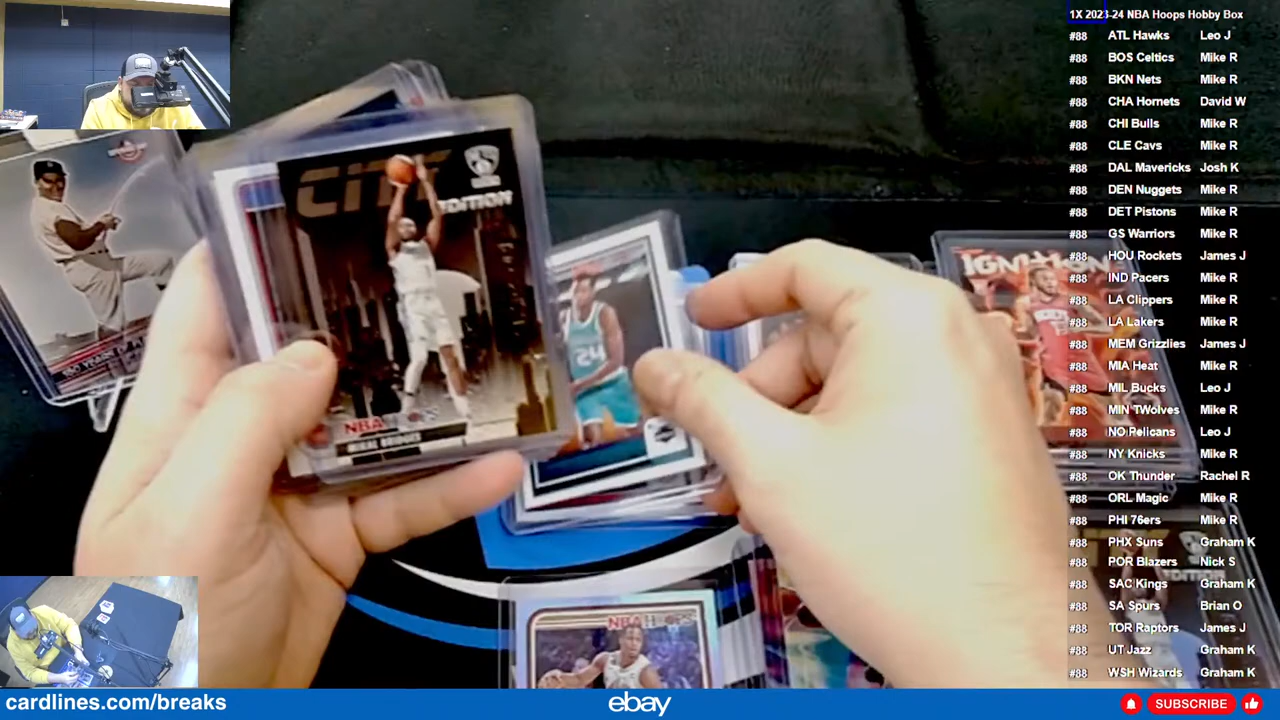 1X 2023-24 NBA Hoops Hobby Box
#88 ATL Hawks Leo J
#88 BOS Celtics Mike R
#88 BKN Nets Mike R
#88 CHA Hornets David W
#88 CHI Bulls Mike R
#88 CLE Cavs Mike R
#88 DAL Mavericks Josh K
#88 DEN Nuggets Mike R
#88 DET Pistons Mike R
#88 GS Warriors Mike R
#88 HOU Rockets James J
#88 IND Pacers Mike R
#88 LA Clippers Mike R
#88 LA Lakers Mike R
#88 MEM Grizzlies James J
#88 MIA Heat Mike R
#88 MIL Bucks Leo J
#88 MIN TWolves Mike R
#88 NO Pelicans Leo J
#88 NY Knicks Mike R
#88 OK Thunder Rachel R
#88 ORL Magic Mike R
#88 PHI 76ers Mike R
#88 PHX Suns Graham K
#88 POR Blazers Nick S
#88 SAC Kings Graham K
#88 SA Spurs Brian O
#88 TOR Raptors James J
#88 UT Jazz Graham K
#88 WSH Wizards Graham K
CITY
EDITION
NBA HOOPS
MIKAL BRIDGES
24
NBA HOOPS
cardlines.com/breaks
ebay
SUBSCRIBE